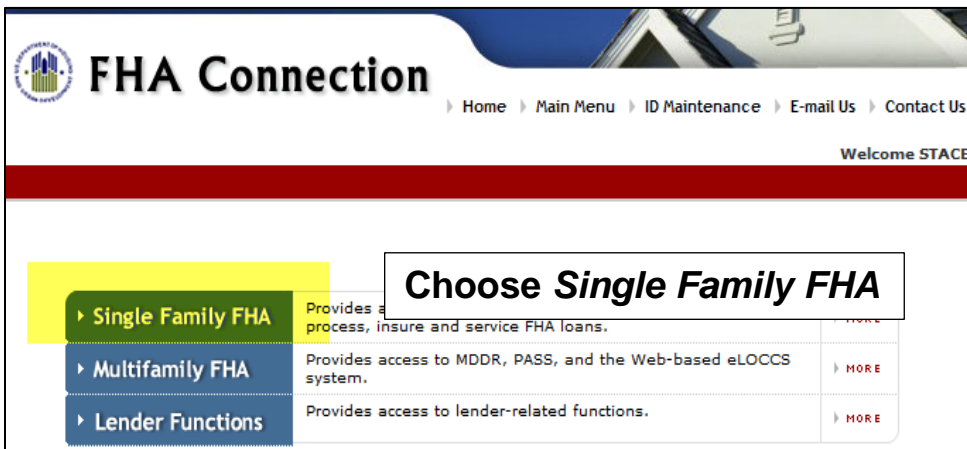 FHA Connection
Home Main Menu ID Maintenance E-mail Us Contact Us
Welcome STACE
Choose Single Family FHA
Single Family FHA
Provides a
process, insure and service FHA loans.
MORE
Multifamily FHA
Provides access to MDDR, PASS, and the Web-based eLOCCS
system.
MORE
Lender Functions
Provides access to lender-related functions.
MORE